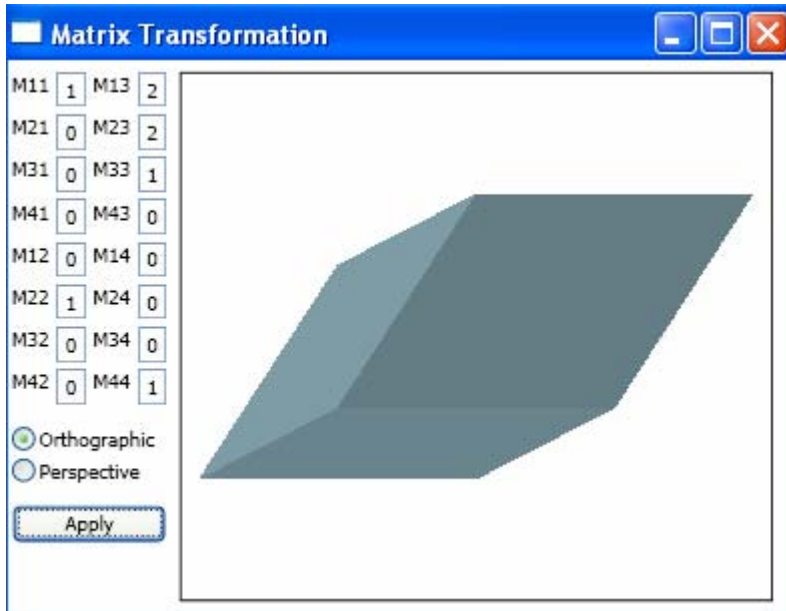 Matrix Transformation
M11 1 M13 2
M21 0 M23 2
M31 0 M33 1
M41 0 M43 0
M12 0 M14 0
M22 1 M24 0
M32 0 M34 0
M42 0 M44 1
Orthographic
Perspective
Apply